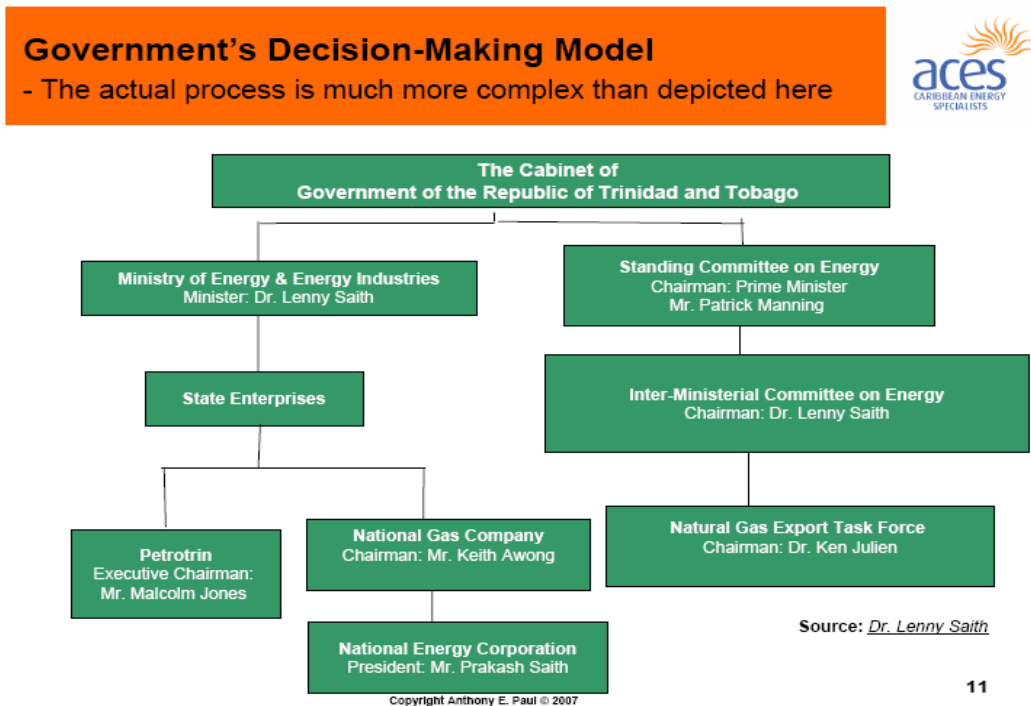 Government's Decision-Making Model
- The actual process is much more complex than depicted here
aces
CARIBBEAN ENERGY
SPECIALISTS
The Cabinet of
Government of the Republic of Trinidad and Tobago
Ministry of Energy & Energy Industries
Minister: Dr. Lenny Saith
Standing Committee on Energy
Chairman: Prime Minister
Mr. Patrick Manning
State Enterprises
Inter-Ministerial Committee on Energy
Chairman: Dr. Lenny Saith
Petrotrin
Executive Chairman:
Mr. Malcolm Jones
National Gas Company
Chairman: Mr. Keith Awong
Natural Gas Export Task Force
Chairman: Dr. Ken Julien
National Energy Corporation
President: Mr. Prakash Saith
Source: Dr. Lenny Saith
11
Copyright Anthony E. Paul © 2007